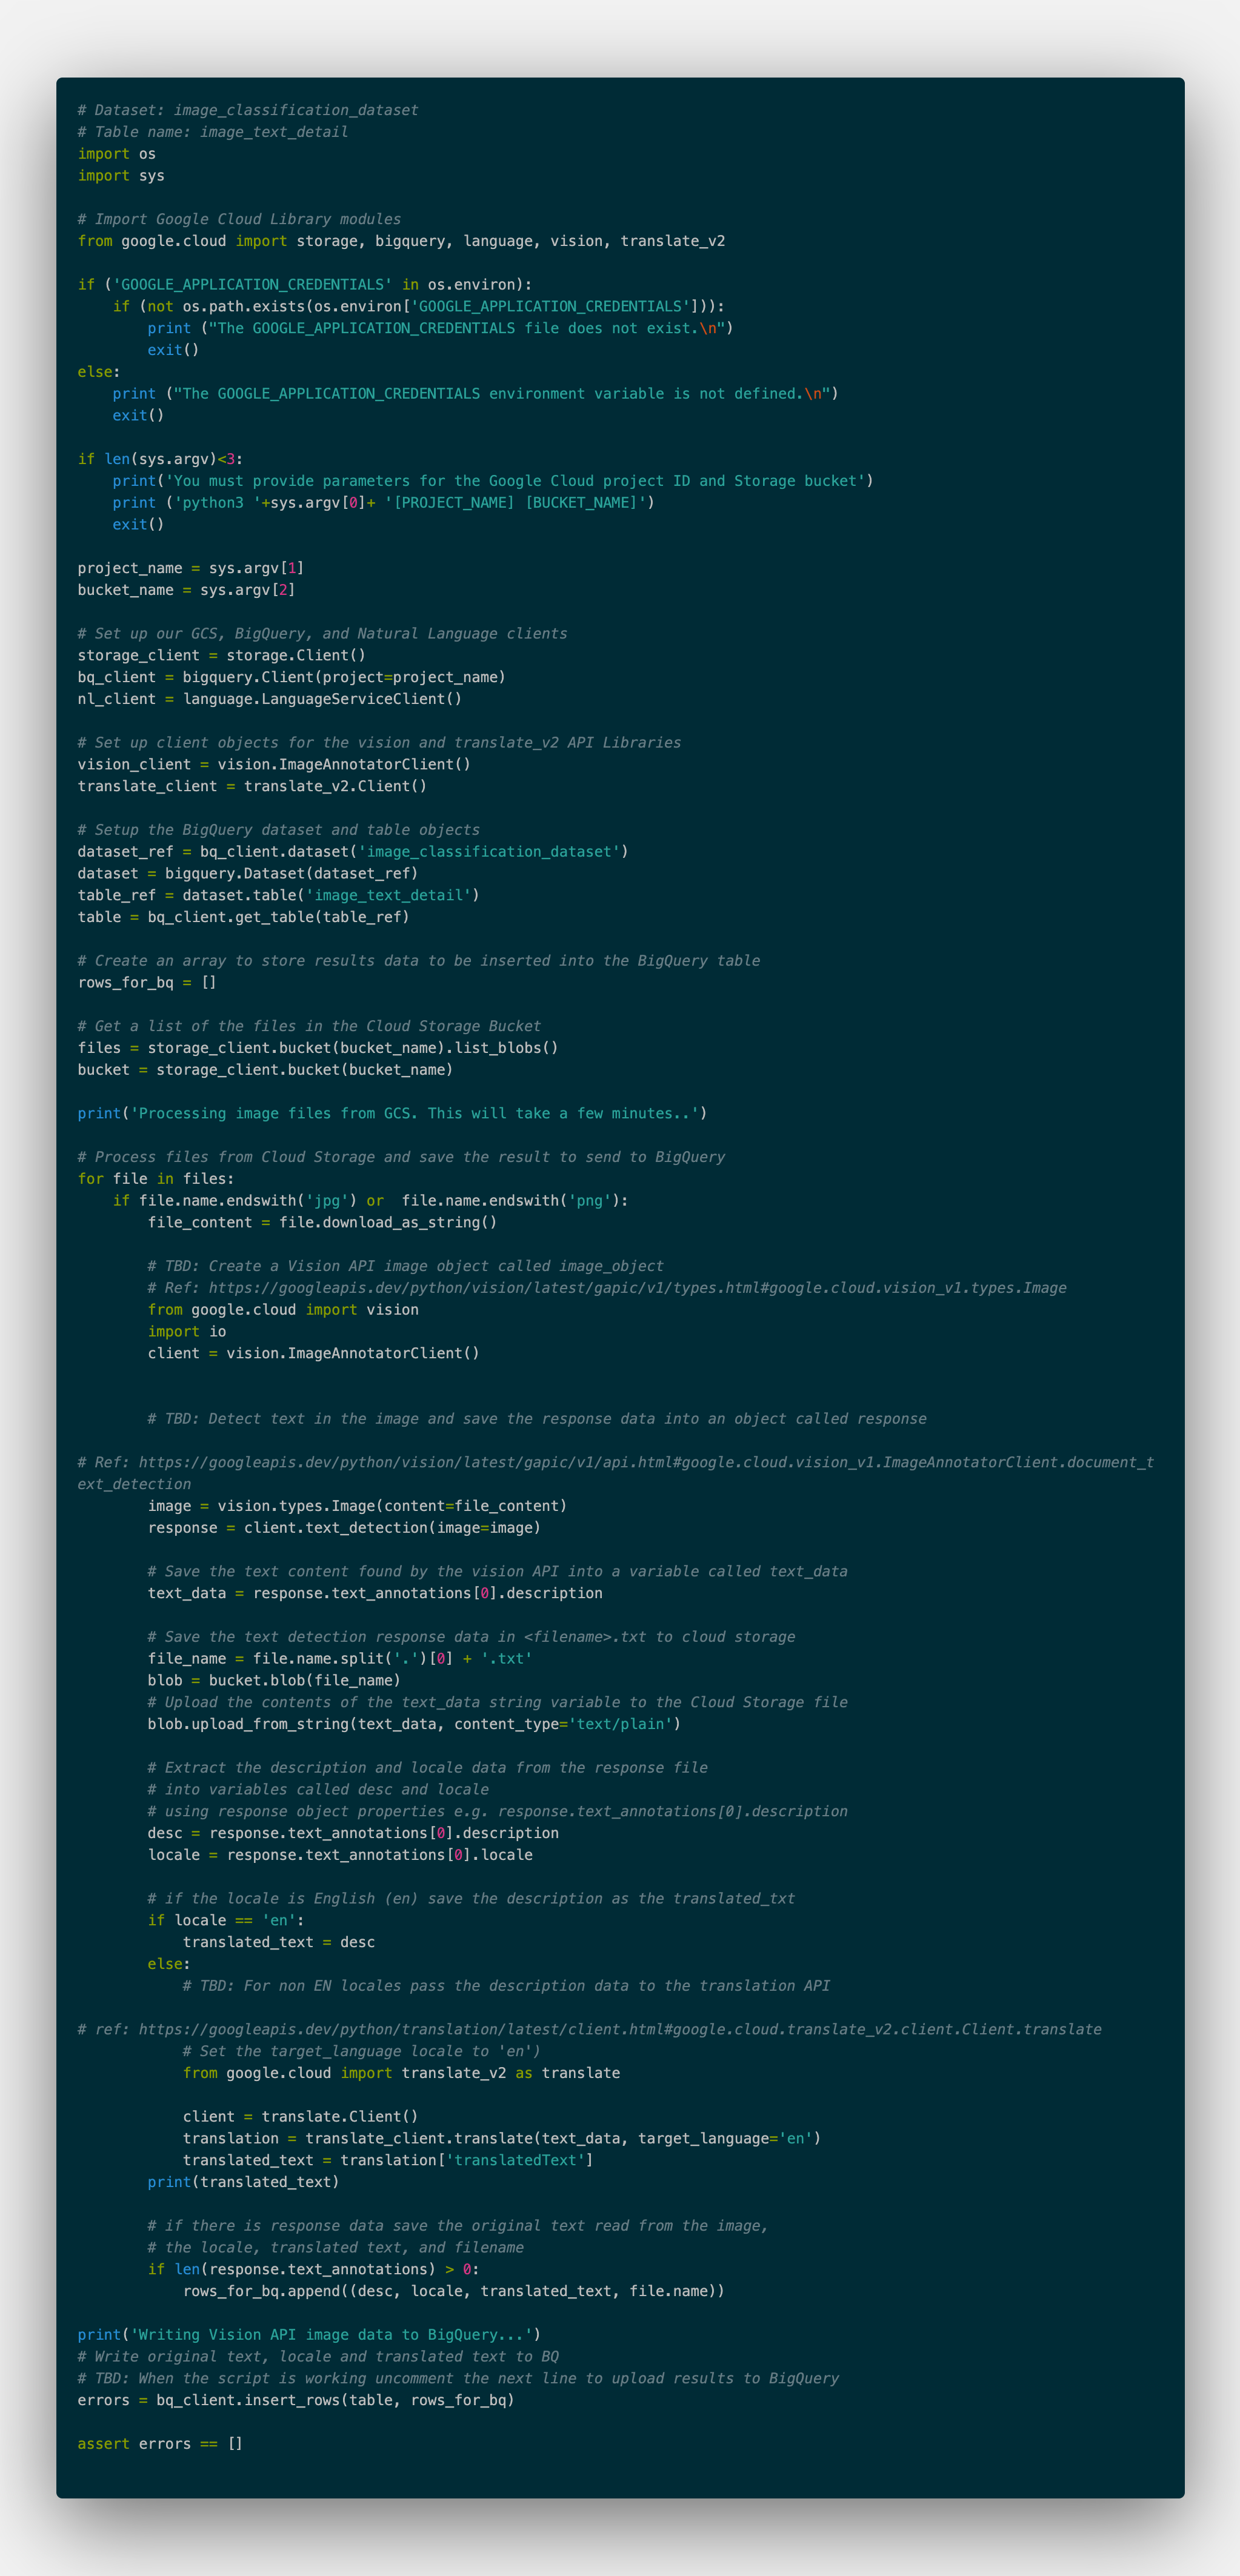 # Dataset: image_classification_dataset
# Table name: image_text_detail
import os
import sys

# Import Google Cloud Library modules
from google.cloud import storage, bigquery, language, vision, translate_v2

if ('GOOGLE_APPLICATION_CREDENTIALS' in os.environ):
    if (not os.path.exists(os.environ['GOOGLE_APPLICATION_CREDENTIALS'])):
        print ("The GOOGLE_APPLICATION_CREDENTIALS file does not exist.\n")
        exit()
else:
    print ("The GOOGLE_APPLICATION_CREDENTIALS environment variable is not defined.\n")
    exit()

if len(sys.argv)<3:
    print('You must provide parameters for the Google Cloud project ID and Storage bucket')
    print ('python3 '+sys.argv[0]+ '[PROJECT_NAME] [BUCKET_NAME]')
    exit()

project_name = sys.argv[1]
bucket_name = sys.argv[2]

# Set up our GCS, BigQuery, and Natural Language clients
storage_client = storage.Client()
bq_client = bigquery.Client(project=project_name)
nl_client = language.LanguageServiceClient()

# Set up client objects for the vision and translate_v2 API Libraries
vision_client = vision.ImageAnnotatorClient()
translate_client = translate_v2.Client()

# Setup the BigQuery dataset and table objects
dataset_ref = bq_client.dataset('image_classification_dataset')
dataset = bigquery.Dataset(dataset_ref)
table_ref = dataset.table('image_text_detail')
table = bq_client.get_table(table_ref)

# Create an array to store results data to be inserted into the BigQuery table
rows_for_bq = []

# Get a list of the files in the Cloud Storage Bucket
files = storage_client.bucket(bucket_name).list_blobs()
bucket = storage_client.bucket(bucket_name)

print('Processing image files from GCS. This will take a few minutes..')

# Process files from Cloud Storage and save the result to send to BigQuery
for file in files:
    if file.name.endswith('jpg') or  file.name.endswith('png'):
        file_content = file.download_as_string()

        # TBD: Create a Vision API image object called image_object
        # Ref: https://googleapis.dev/python/vision/latest/gapic/v1/types.html#google.cloud.vision_v1.types.Image
        from google.cloud import vision
        import io
        client = vision.ImageAnnotatorClient()


        # TBD: Detect text in the image and save the response data into an object called response

# Ref: https://googleapis.dev/python/vision/latest/gapic/v1/api.html#google.cloud.vision_v1.ImageAnnotatorClient.document_t
ext_detection
        image = vision.types.Image(content=file_content)
        response = client.text_detection(image=image)

        # Save the text content found by the vision API into a variable called text_data
        text_data = response.text_annotations[0].description

        # Save the text detection response data in <filename>.txt to cloud storage
        file_name = file.name.split('.')[0] + '.txt'
        blob = bucket.blob(file_name)
        # Upload the contents of the text_data string variable to the Cloud Storage file
        blob.upload_from_string(text_data, content_type='text/plain')

        # Extract the description and locale data from the response file
        # into variables called desc and locale
        # using response object properties e.g. response.text_annotations[0].description
        desc = response.text_annotations[0].description
        locale = response.text_annotations[0].locale

        # if the locale is English (en) save the description as the translated_txt
        if locale == 'en':
            translated_text = desc
        else:
            # TBD: For non EN locales pass the description data to the translation API

# ref: https://googleapis.dev/python/translation/latest/client.html#google.cloud.translate_v2.client.Client.translate
            # Set the target_language locale to 'en')
            from google.cloud import translate_v2 as translate

            client = translate.Client()
            translation = translate_client.translate(text_data, target_language='en')
            translated_text = translation['translatedText']
        print(translated_text)

        # if there is response data save the original text read from the image,
        # the locale, translated text, and filename
        if len(response.text_annotations) > 0:
            rows_for_bq.append((desc, locale, translated_text, file.name))

print('Writing Vision API image data to BigQuery...')
# Write original text, locale and translated text to BQ
# TBD: When the script is working uncomment the next line to upload results to BigQuery
errors = bq_client.insert_rows(table, rows_for_bq)

assert errors == []